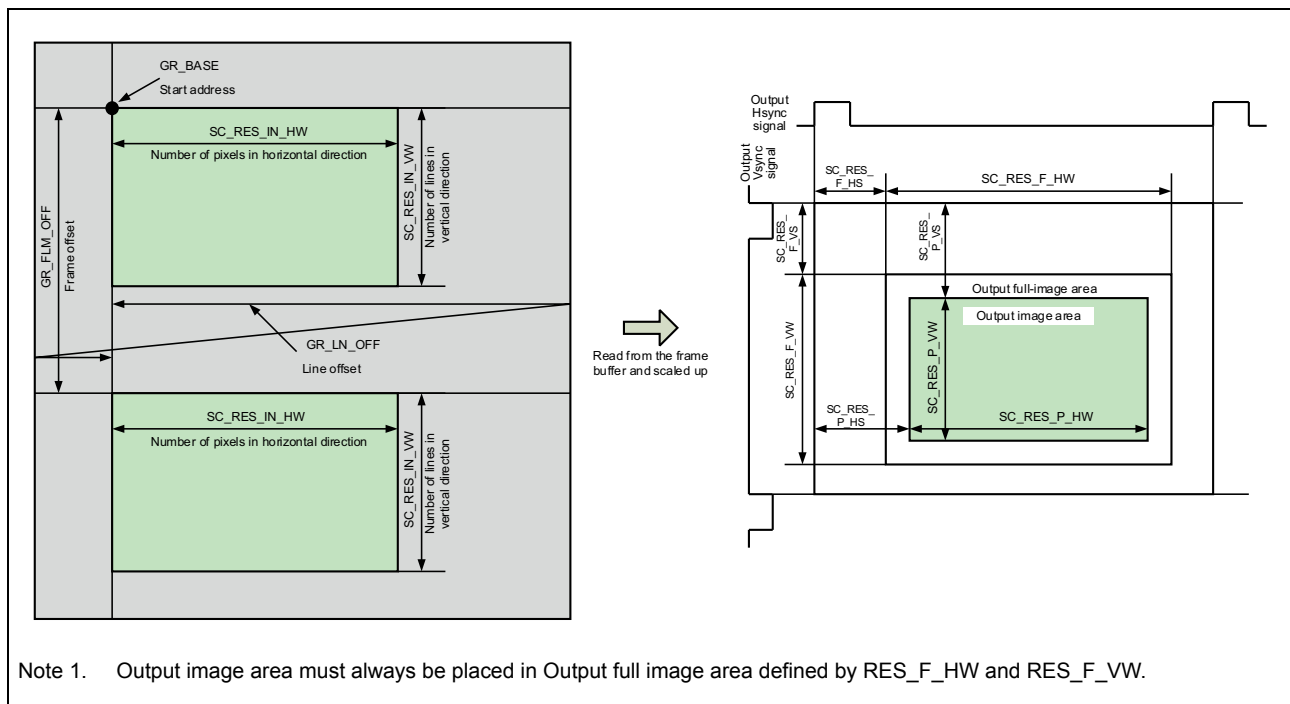 GR_BASE
Start address
SC_RES_IN_HW
Number of pixels in horizontal direction
SC_RES_IN_VW
Number of lines in
vertical direction
GR_FLM_OFF
Frame offset
GR_LN_OFF
Line offset
SC_RES_IN_HW
Number of pixels in horizontal direction
SC_RES_IN_VW
Number of lines in
vertical direction
Read from the frame
buffer and scaled up
Output
Hsync
signal
Output
Vsync
signal
SC_RES_
F_HS
SC_RES_F_HW
SC_RES_
F_VS
SC_RES_
P_VS
Output full-image area
Output image area
SC_RES_F_VW
SC_RES_P_VW
SC_RES_
P_HS
SC_RES_P_HW
Note 1. Output image area must always be placed in Output full image area defined by RES_F_HW and RES_F_VW.